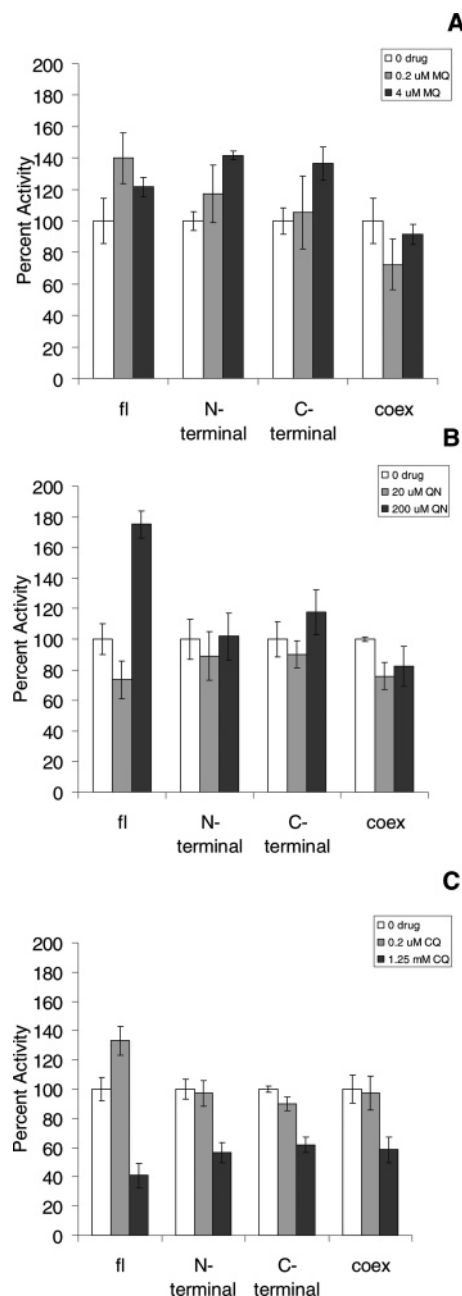 A
0 drug
0.2 uM MQ
4 uM MQ
Percent Activity
200
180
160
140
120
100
80
60
40
20
0
fl N- C- coex
terminal terminal
B
0 drug
20 uM QN
200 uM QN
Percent Activity
200
180
160
140
120
100
80
60
40
20
0
fl N- C- coex
terminal terminal
C
0 drug
0.2 uM CQ
1.25 mM CQ
Percent Activity
200
180
160
140
120
100
80
60
40
20
0
fl N- C- coex
terminal terminal